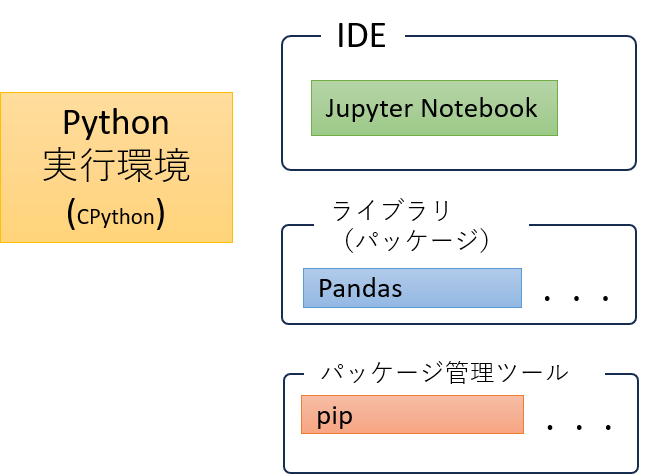 Python
実行環境
(CPython)
IDE
Jupyter Notebook
ライブラリ
（パッケージ）
Pandas
．．．
パッケージ管理ツール
pip
．．．